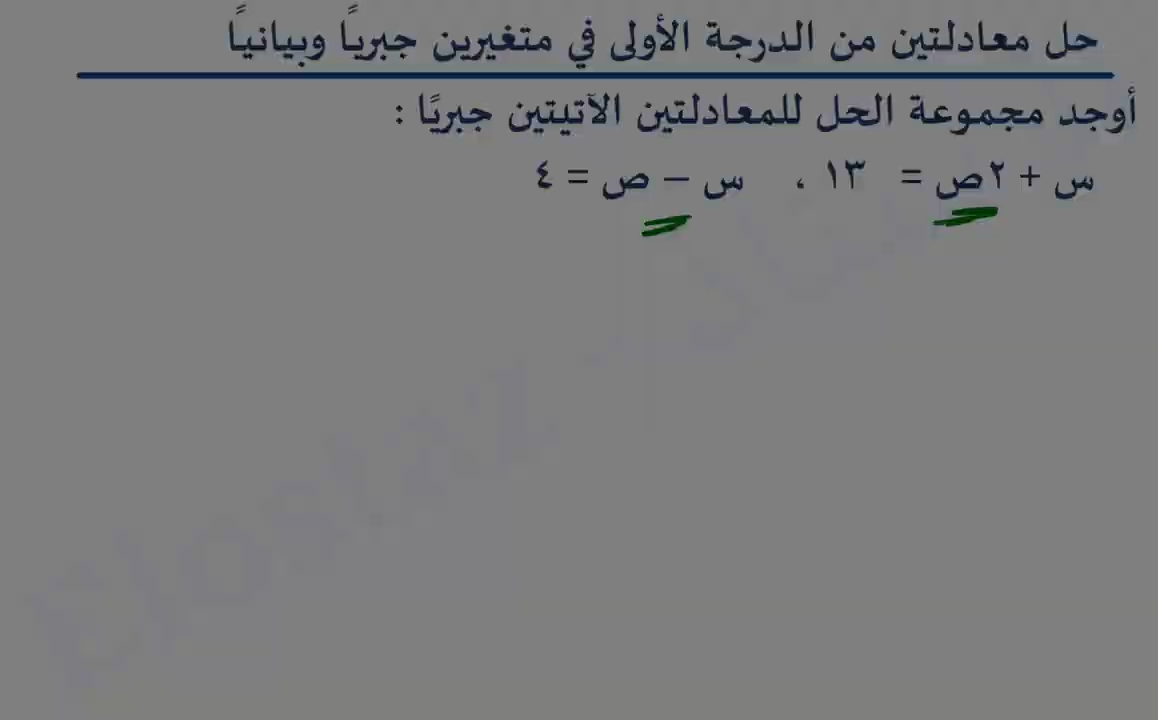 حل معادلتين من الدرجة الأولى في متغيرين جبرياً وبيانياً
أوجد مجموعة الحل للمعادلتين الآتيتين جبريًا :
س + ٢ص = ١٣ ، س – ص = ٤